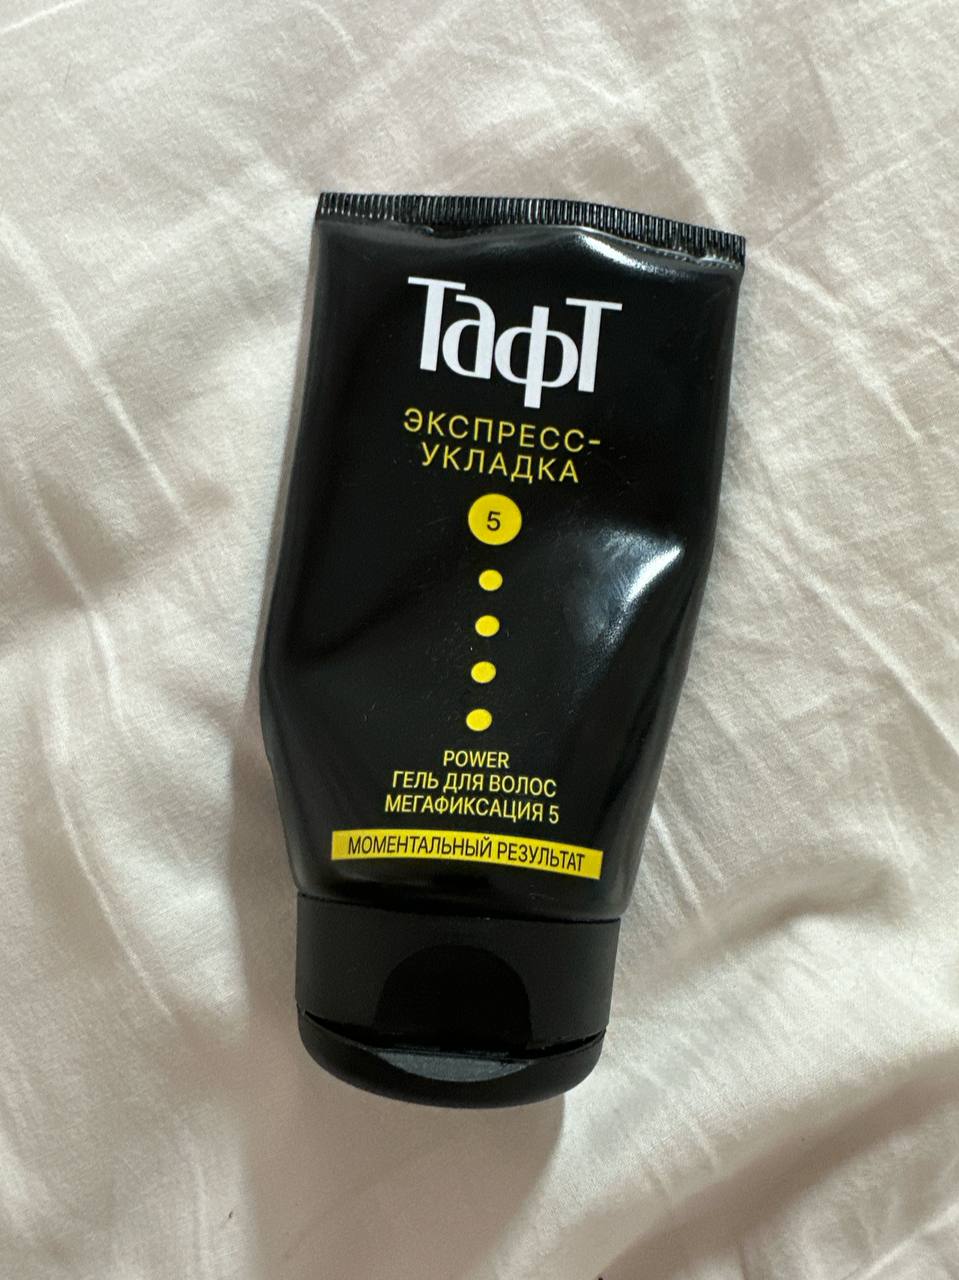 Тафт
ЭКСПРЕСС-
УКЛАДКА
5
POWER
ГЕЛЬ ДЛЯ ВОЛОС
МЕГАФИКСАЦИЯ 5
МОМЕНТАЛЬНЫЙ РЕЗУЛЬТАТ